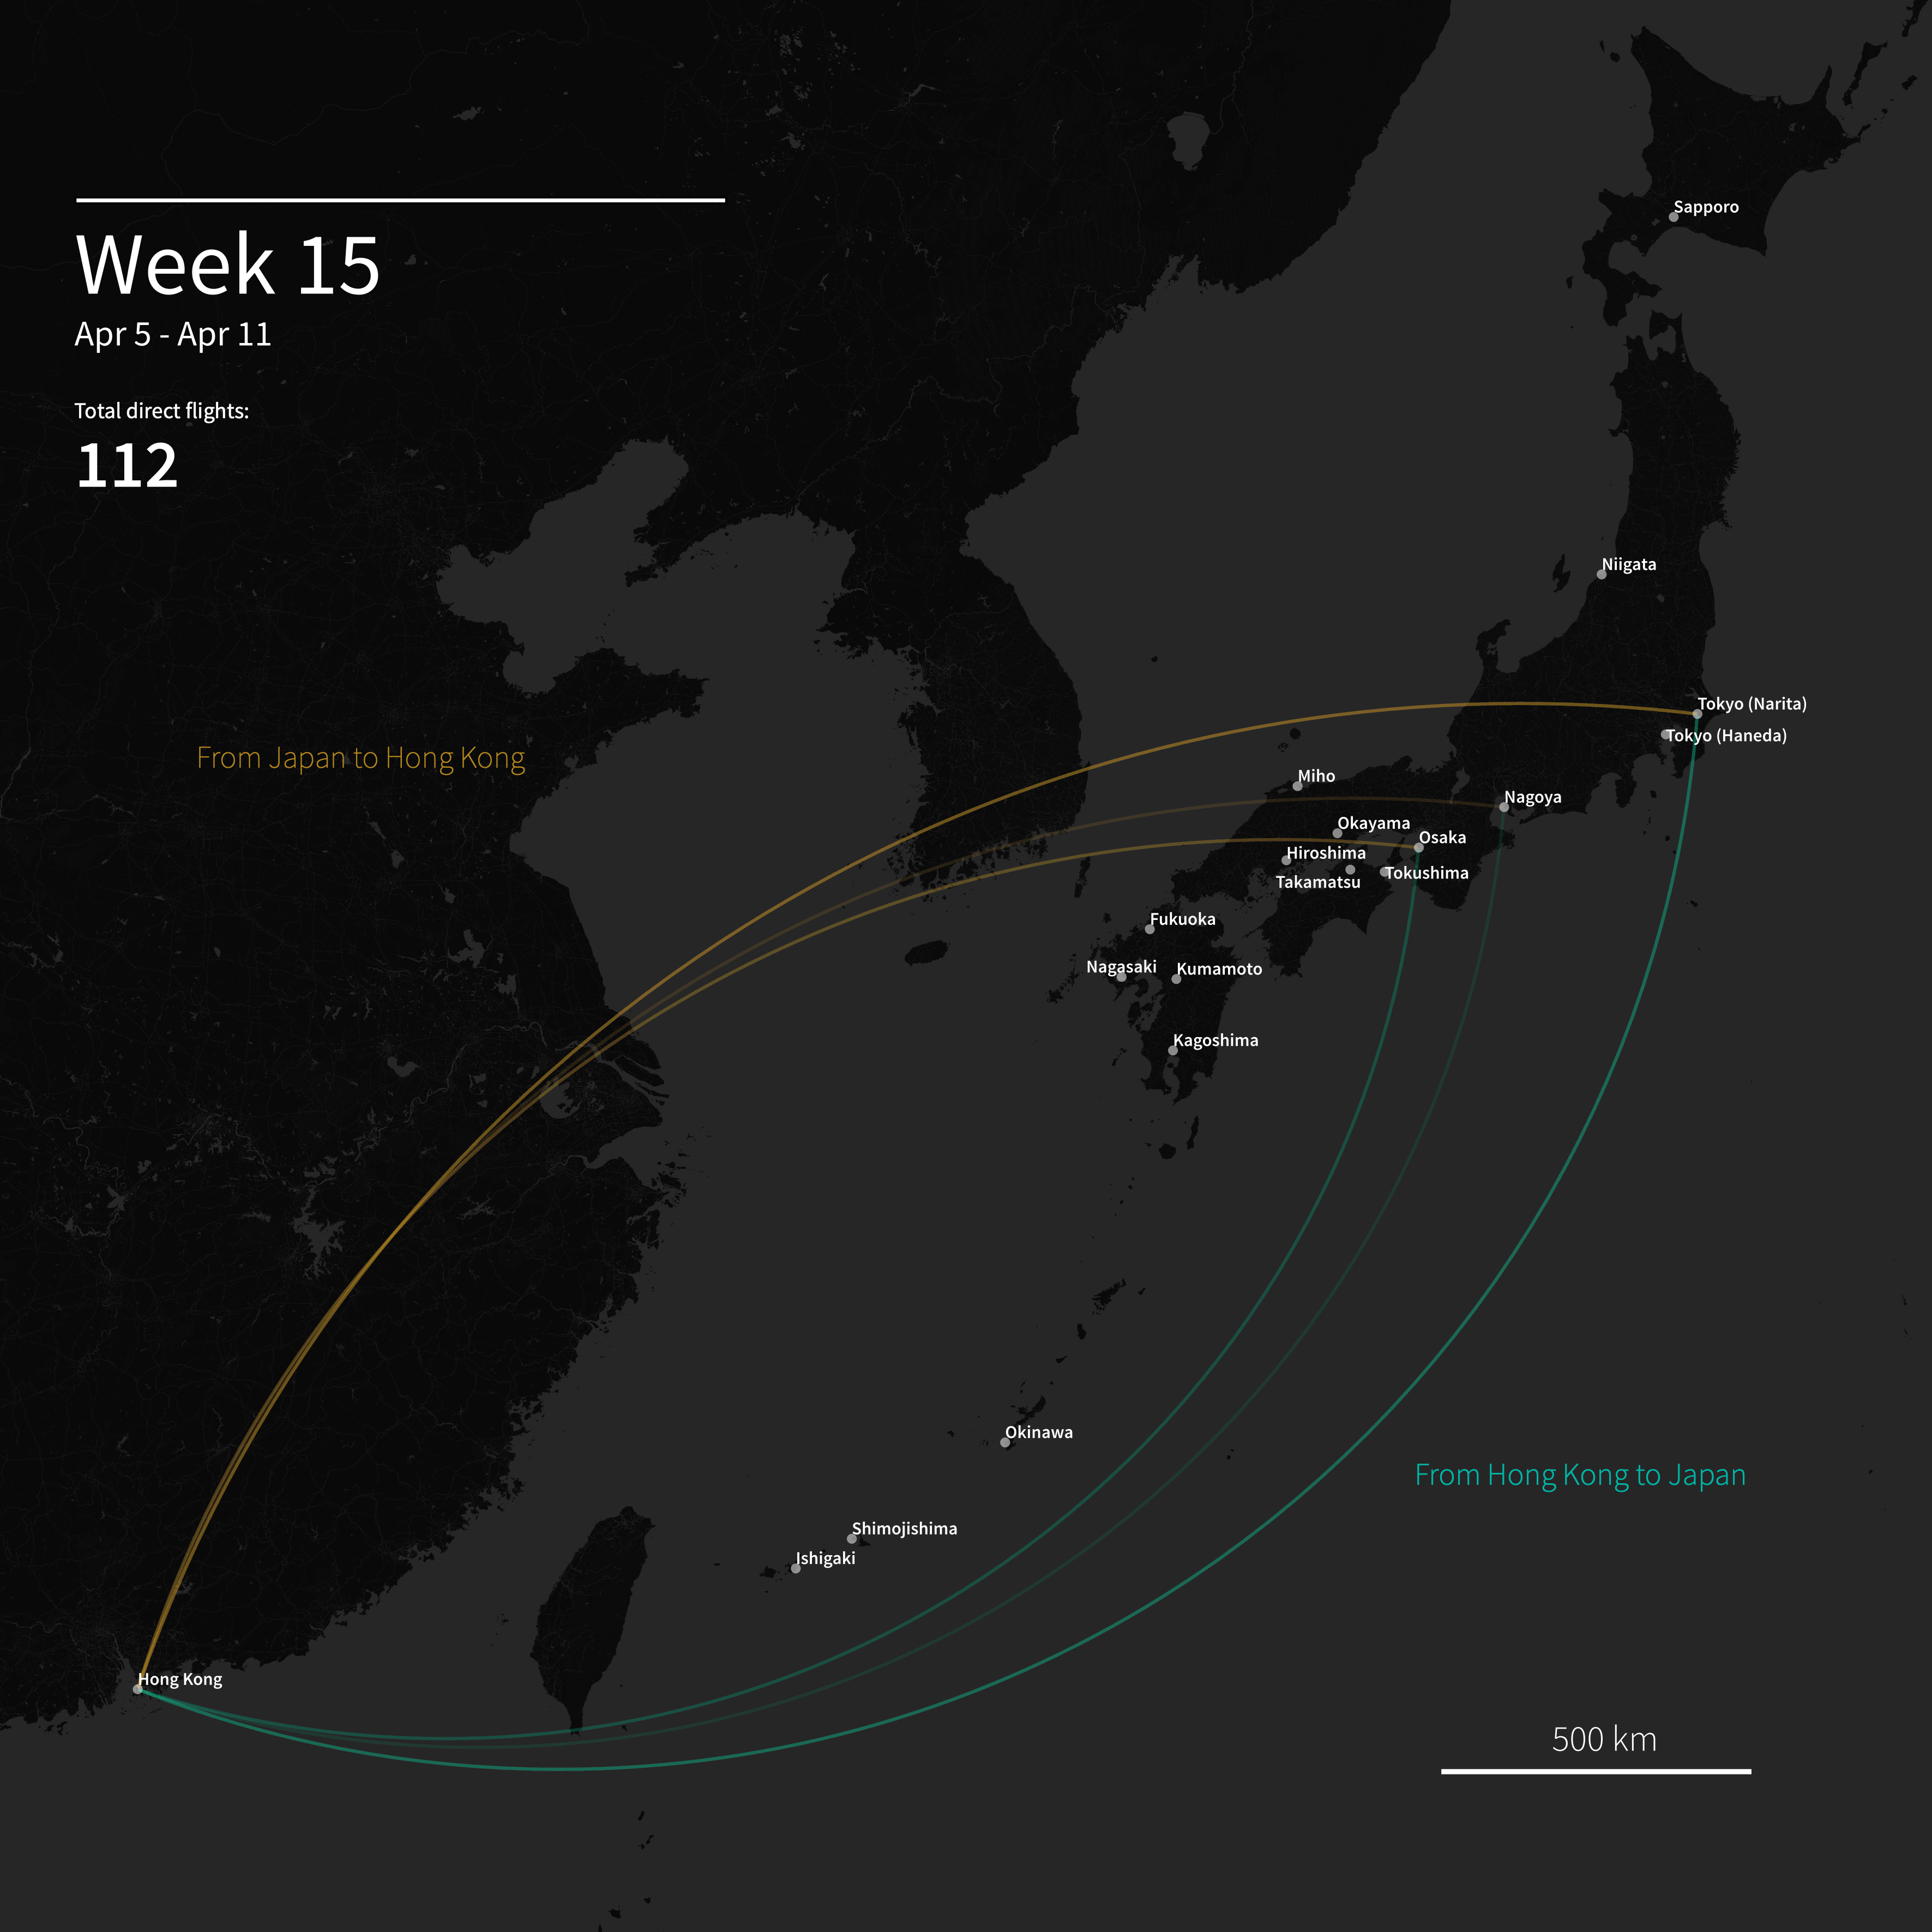 Week 15
Apr 5 - Apr 11
Total direct flights:
112
Sapporo
Niigata
Tokyo (Narita)
Tokyo (Haneda)
From Japan to Hong Kong
Miho
Nagoya
Okayama
Osaka
Hiroshima
Takamatsu
Tokushima
Fukuoka
Nagasaki
Kumamoto
Kagoshima
Okinawa
From Hong Kong to Japan
Shimojishima
Ishigaki
Hong Kong
500 km